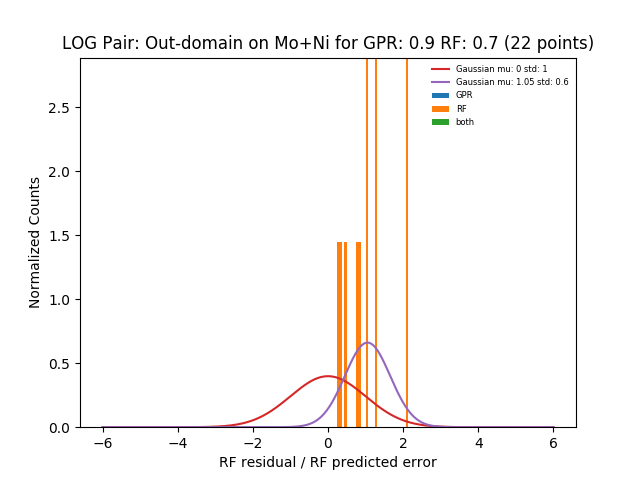 LOG Pair: Out-domain on Mo+Ni for GPR: 0.9 RF: 0.7 (22 points)
Gaussian mu: 0 std: 1
Gaussian mu: 1.05 std: 0.6
GPR
RF
both
Normalized Counts
2.5
2.0
1.5
1.0
0.5
0.0
−6 −4 −2 0 2 4 6
RF residual / RF predicted error